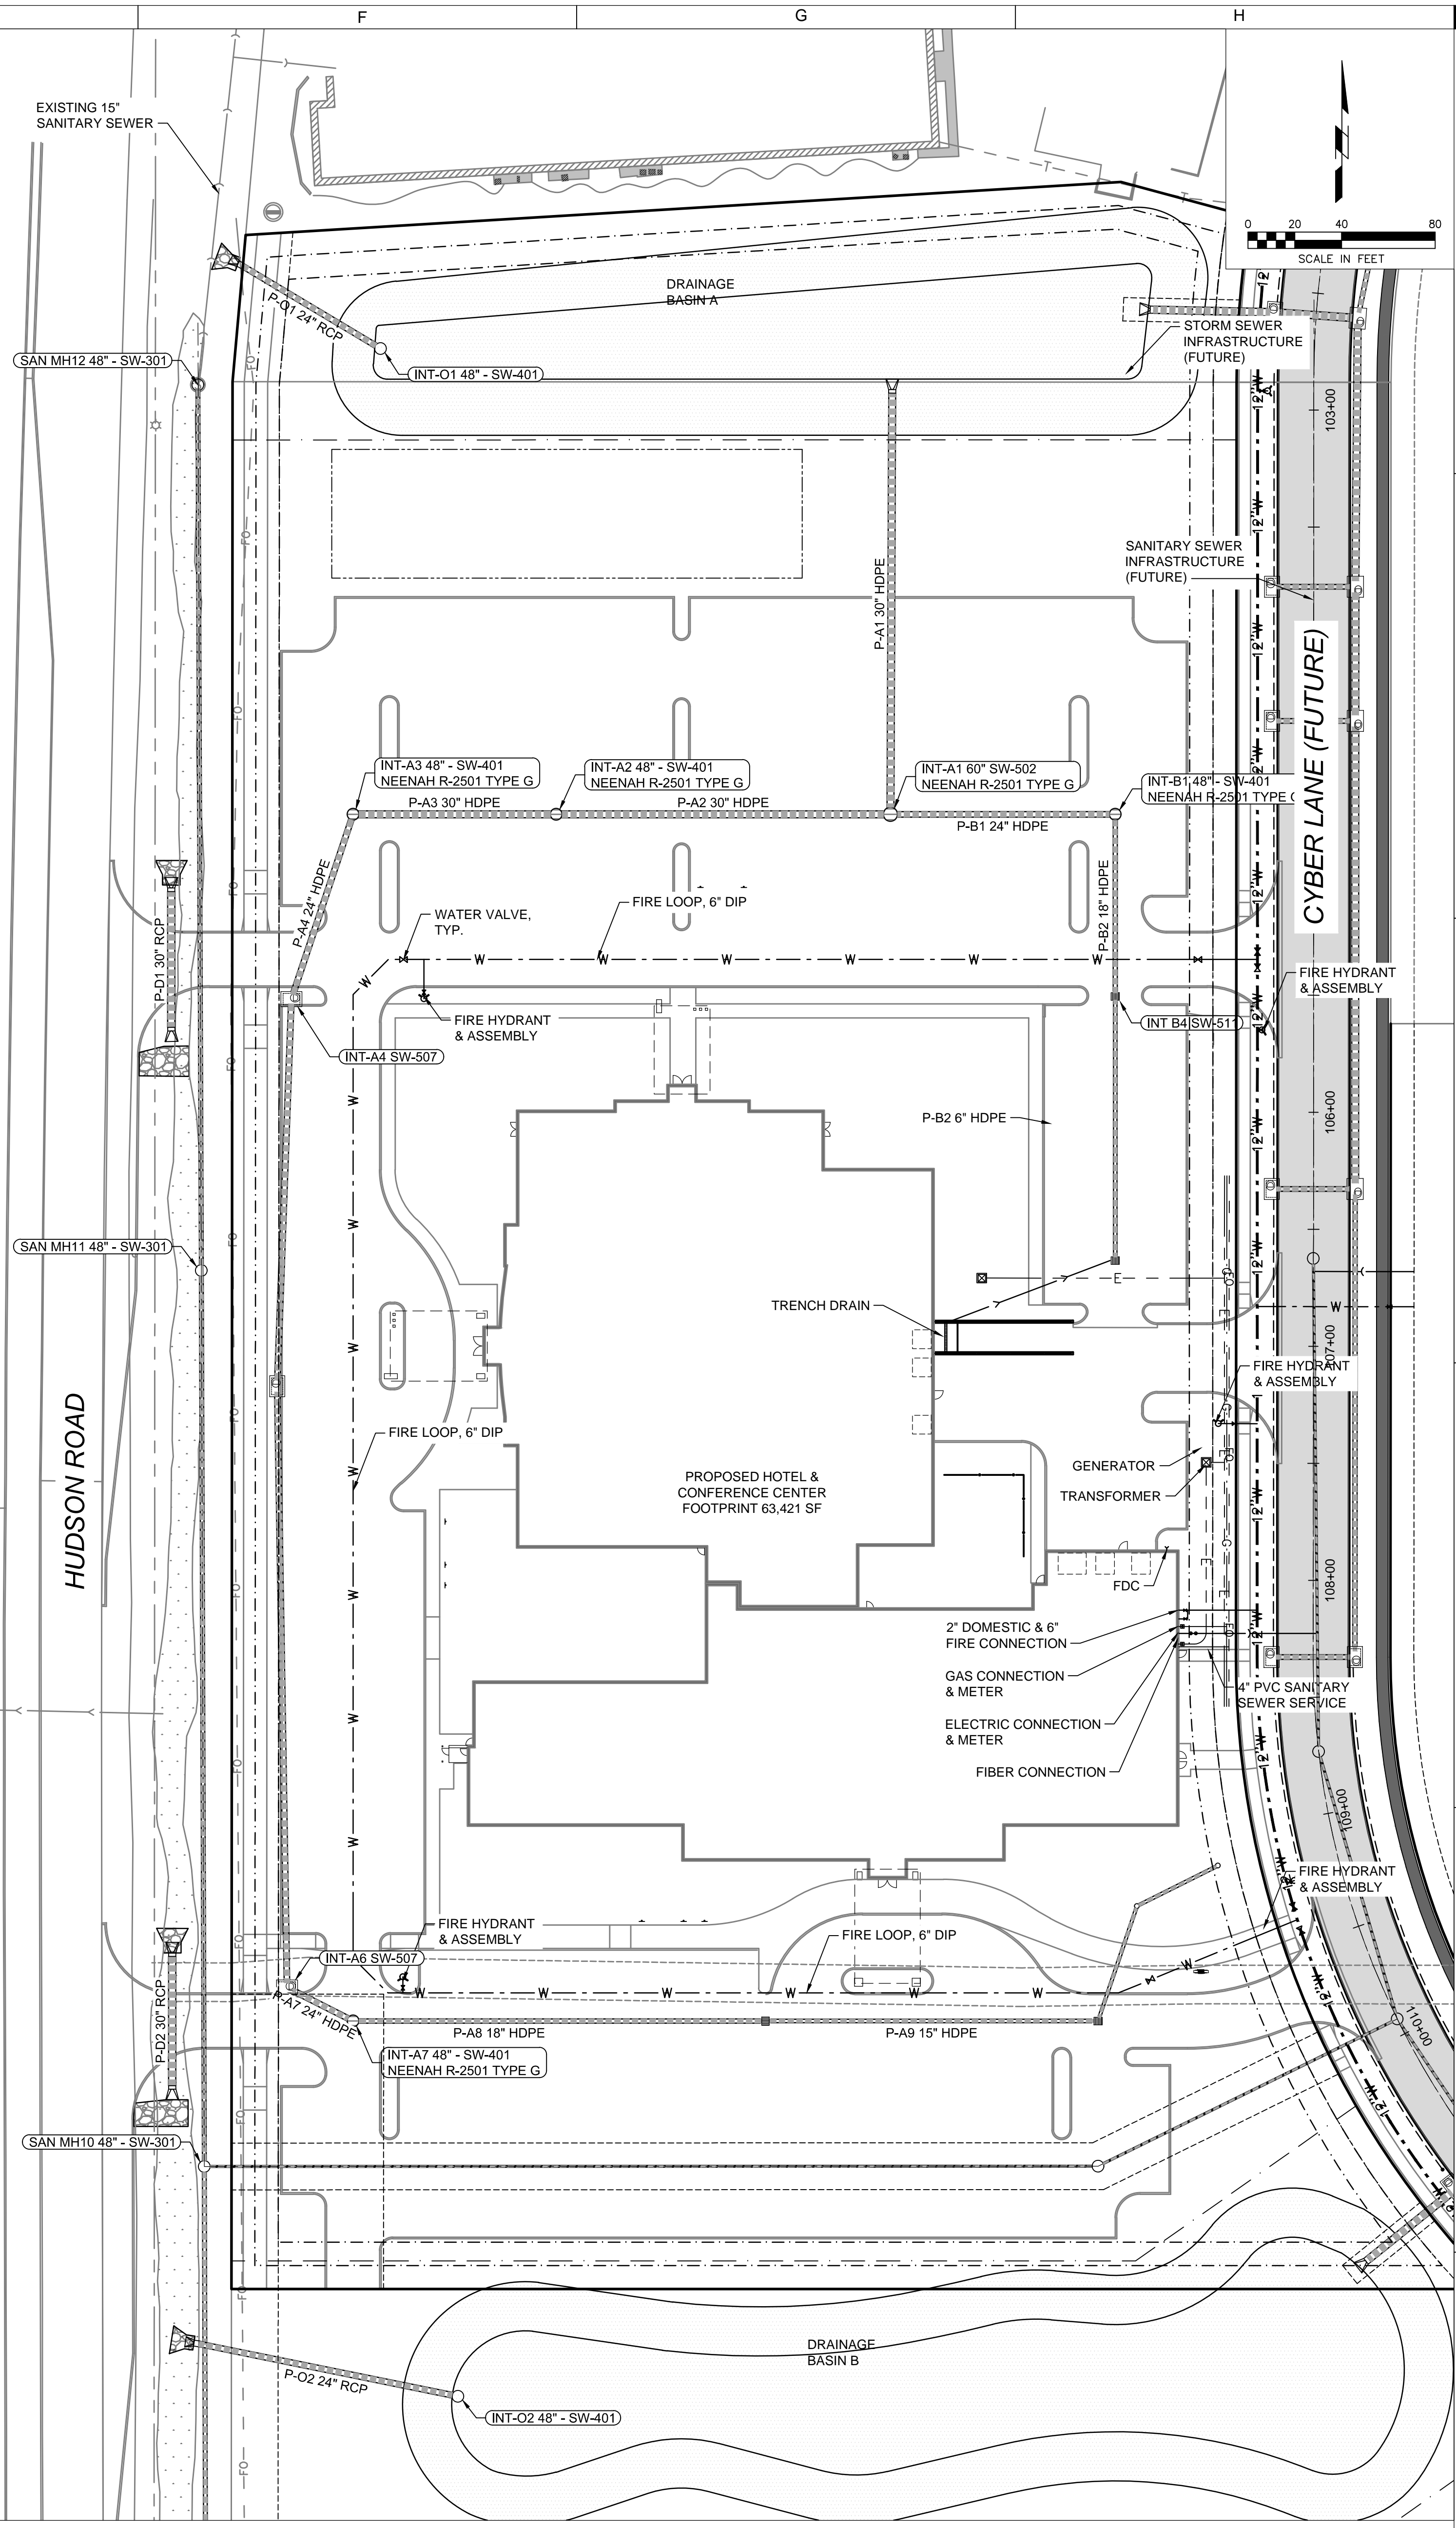 F
G
H
EXISTING 15"
SANITARY SEWER
0 20 40 80
SCALE IN FEET
DRAINAGE
BASIN A
P-O1 24" RCP
STORM SEWER
INFRASTRUCTURE
(FUTURE)
SAN MH12 48" - SW-301
INT-O1 48" - SW-401
12"W
103+00
FO
SANITARY SEWER
INFRASTRUCTURE
(FUTURE)
P-A1 30" HDPE
CYBER LANE (FUTURE)
INT-A3 48" - SW-401
NEENAH R-2501 TYPE G
INT-A2 48" - SW-401
NEENAH R-2501 TYPE G
INT-A1 60" SW-502
NEENAH R-2501 TYPE G
INT-B1 48" - SW-401
NEENAH R-2501 TYPE G
P-A3 30" HDPE
P-A2 30" HDPE
P-B1 24" HDPE
P-A4 24" HDPE
P-B2 18" HDPE
P-D1 30" RCP
WATER VALVE,
TYP.
FIRE LOOP, 6" DIP
W W W W W W
FIRE HYDRANT
& ASSEMBLY
FIRE HYDRANT
& ASSEMBLY
INT B4 SW-511
INT-A4 SW-507
P-B2 6" HDPE
106+00
SAN MH11 48" - SW-301
E
TRENCH DRAIN
W
107+00
FIRE HYDRANT
& ASSEMBLY
HUDSON ROAD
FIRE LOOP, 6" DIP
GENERATOR
TRANSFORMER
PROPOSED HOTEL &
CONFERENCE CENTER
FOOTPRINT 63,421 SF
FDC
108+00
2" DOMESTIC & 6"
FIRE CONNECTION
GAS CONNECTION
& METER
4" PVC SANITARY
SEWER SERVICE
ELECTRIC CONNECTION
& METER
FIBER CONNECTION
109+00
FIRE HYDRANT
& ASSEMBLY
FIRE HYDRANT
& ASSEMBLY
FIRE LOOP, 6" DIP
INT-A6 SW-507
W W W W W W W
P-A7 24" HDPE
P-A8 18" HDPE
P-A9 15" HDPE
P-D2 30" RCP
110+00
INT-A7 48" - SW-401
NEENAH R-2501 TYPE G
SAN MH10 48" - SW-301
DRAINAGE
BASIN B
P-O2 24" RCP
INT-O2 48" - SW-401